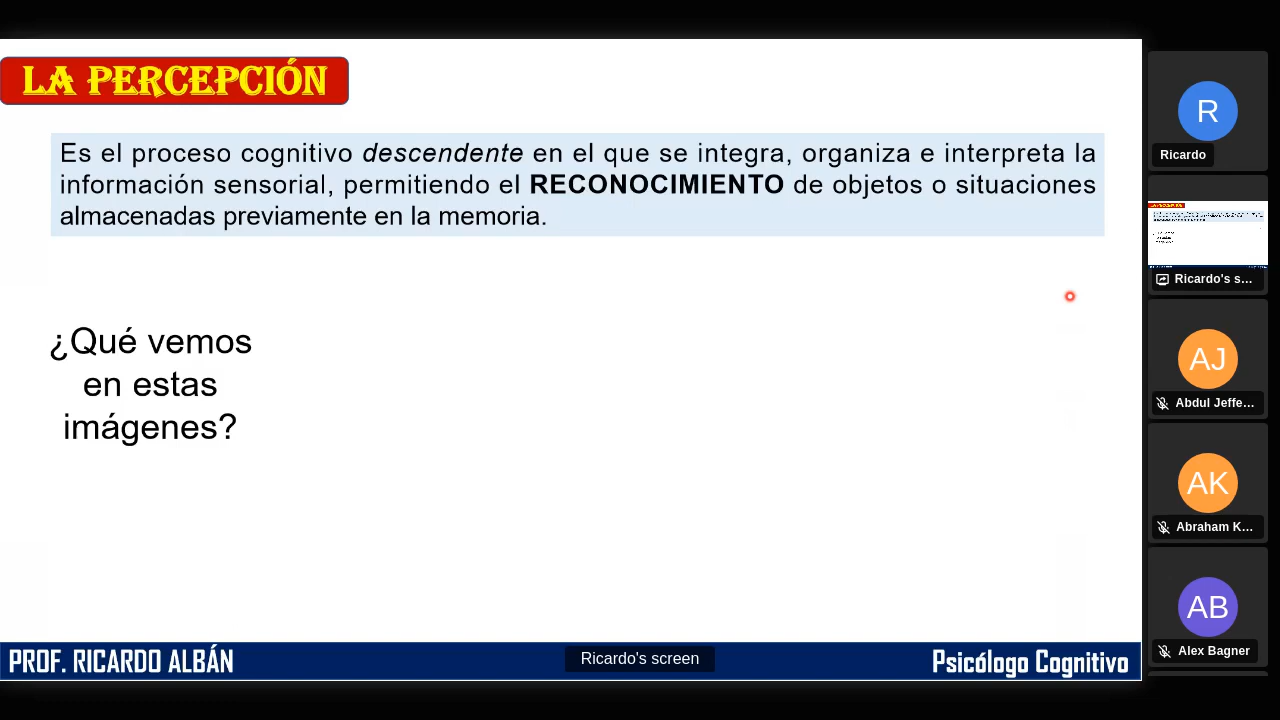 LA PERCEPCIÓN
Es el proceso cognitivo descendente en el que se integra, organiza e interpreta la
información sensorial, permitiendo el RECONOCIMIENTO de objetos o situaciones
almacenadas previamente en la memoria.
¿Qué vemos
en estas
imágenes?
PROF. RICARDO ALBÁN
Ricardo's screen
Psicólogo Cognitivo
R
Ricardo
Ricardo's s...
AJ
Abdul Jeffe...
AK
Abraham K...
AB
Alex Bagner